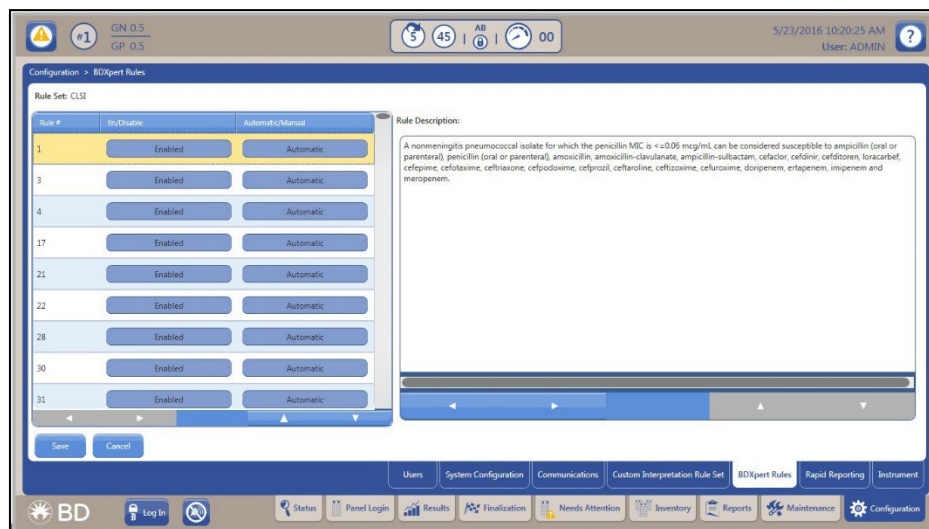 #1
GN 0.5
GP 0.5
5
45
AB
00
5/23/2016 10:20:25 AM
User: ADMIN
?
Configuration > BDXpert Rules
Rule Set: CLSI
Rule # En/Disable Automatic/Manual
Rule Description:
1 Enabled Automatic
3 Enabled Automatic
4 Enabled Automatic
17 Enabled Automatic
21 Enabled Automatic
22 Enabled Automatic
28 Enabled Automatic
30 Enabled Automatic
31 Enabled Automatic
A nonmeningitis pneumococcal isolate for which the penicillin MIC is <=0.06 mcg/mL can be considered susceptible to ampicillin (oral or
parenteral), penicillin (oral or parenteral), amoxicillin, amoxicillin-clavulanate, ampicillin-sulbactam, cefaclor, cefdinir, cefditoren, loracarbef,
cefepime, cefotaxime, ceftriaxone, cefpodoxime, cefprozil, ceftaroline, ceftizoxime, cefuroxime, doripenem, ertapenem, imipenem and
meropenem.
Save Cancel
Users System Configuration Communications Custom Interpretation Rule Set BDXpert Rules Rapid Reporting Instrument
BD Log In Status Panel Login Results Finalization Needs Attention Inventory Reports Maintenance Configuration